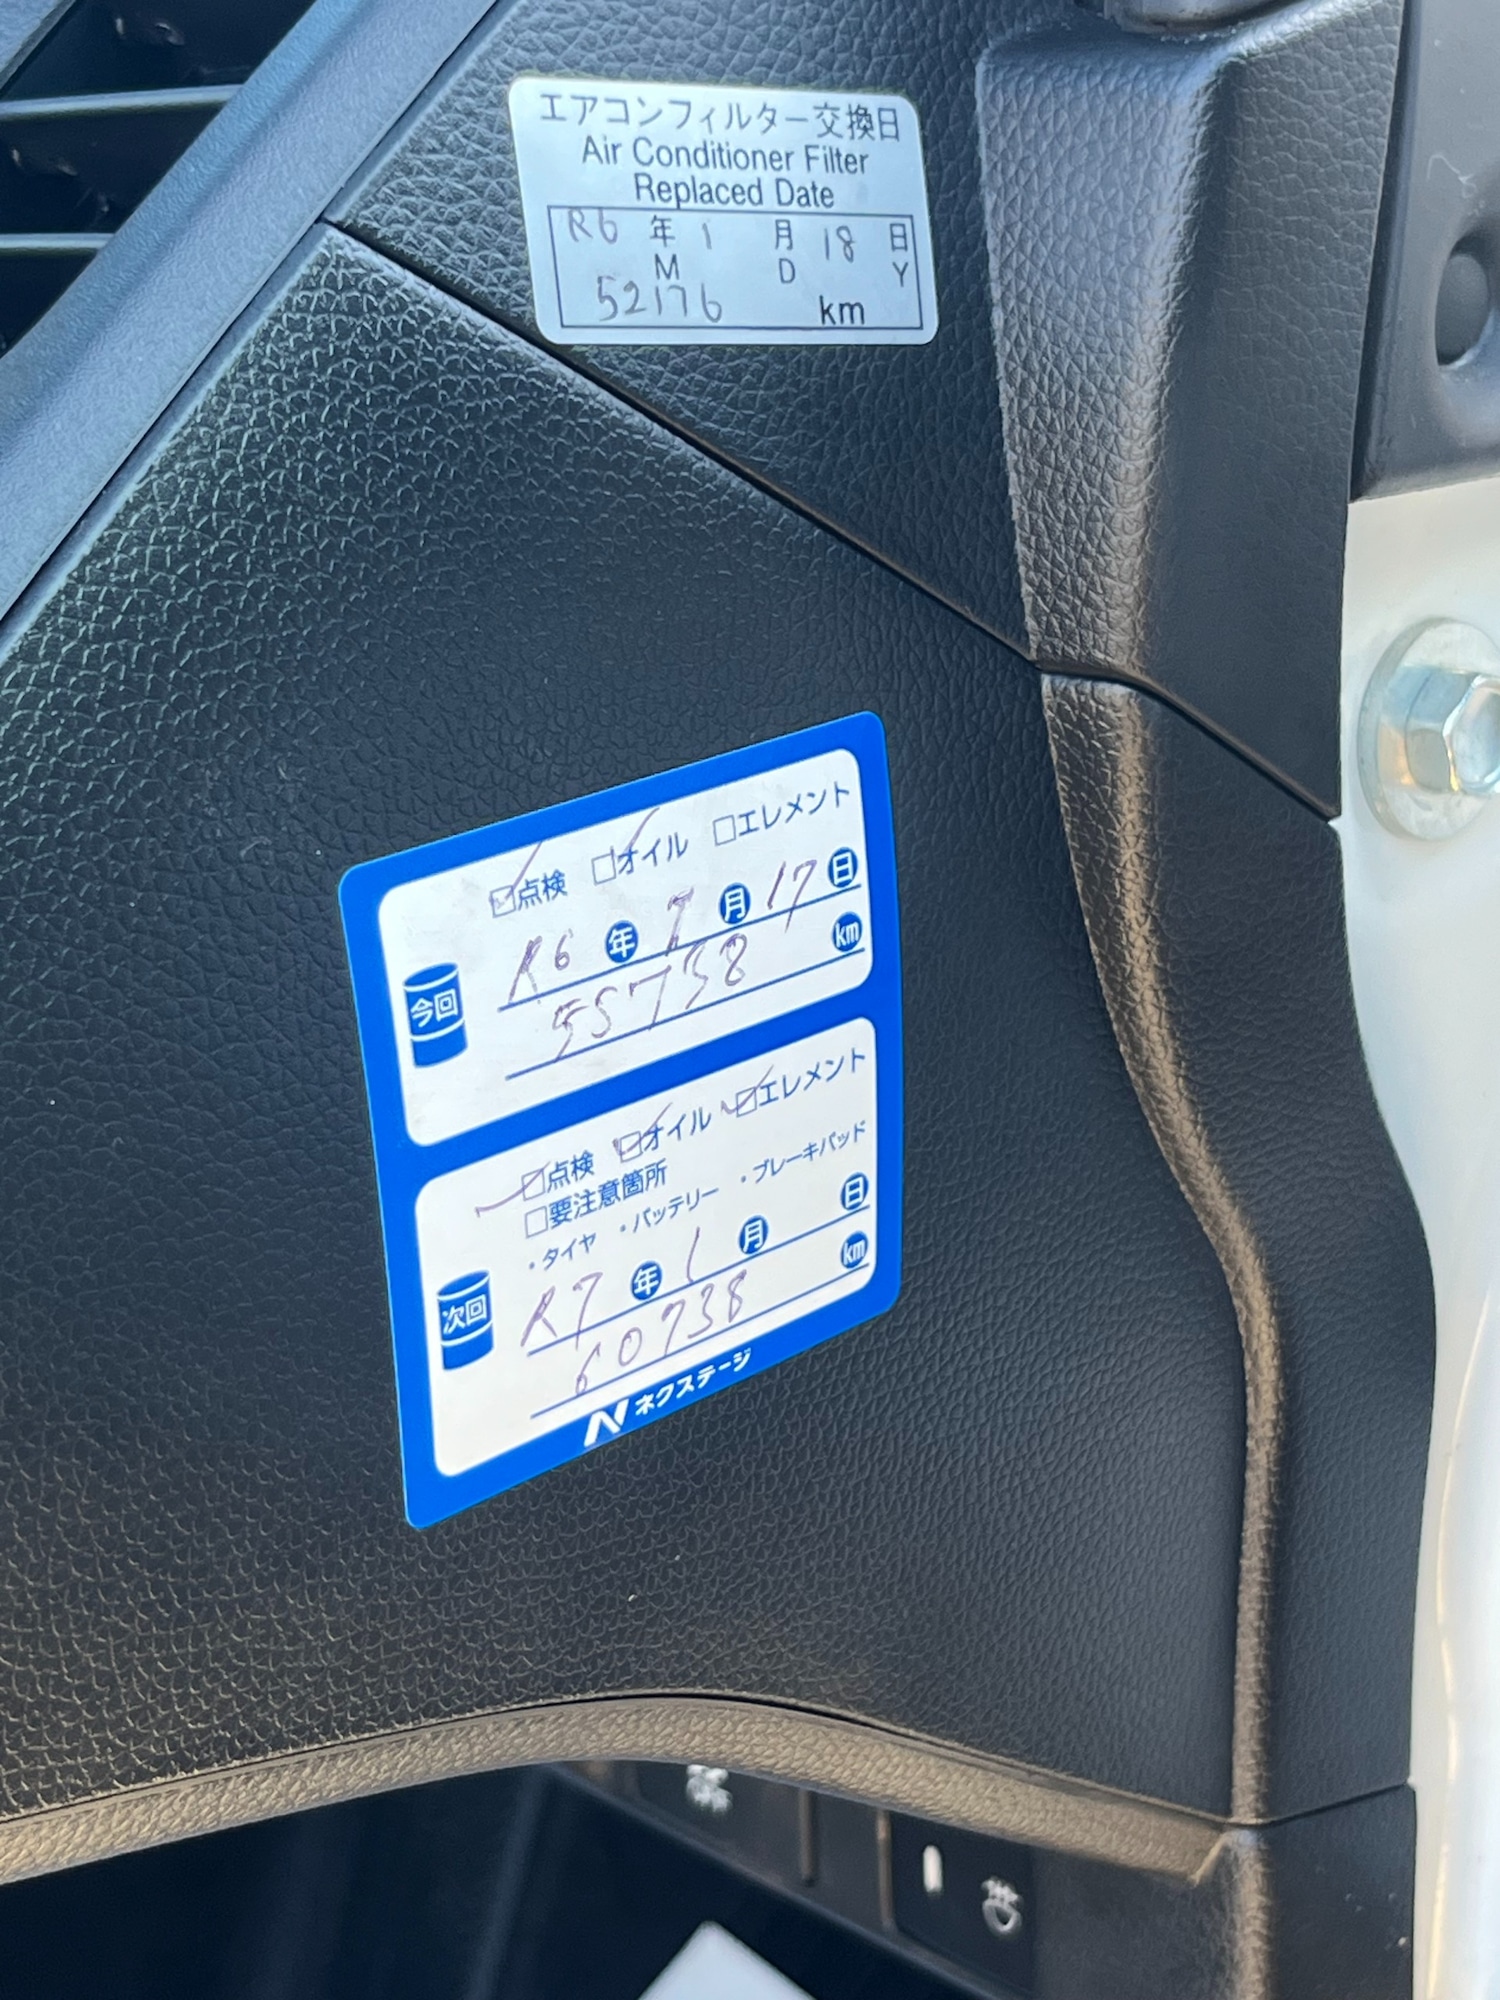 エアコンフィルター交換日
Air Conditioner Filter
Replaced Date
R6 年 1 月 18 日
M D Y
52176 km
☑点検 ☑オイル □エレメント
R6 年 7 月 17 日
今回
55738 km
☑点検 ☑オイル ☑エレメント
□要注意箇所
・タイヤ ・バッテリー ・ブレーキパッド
次回
R7 年 1 月 日
60738 km
N ネクステージ